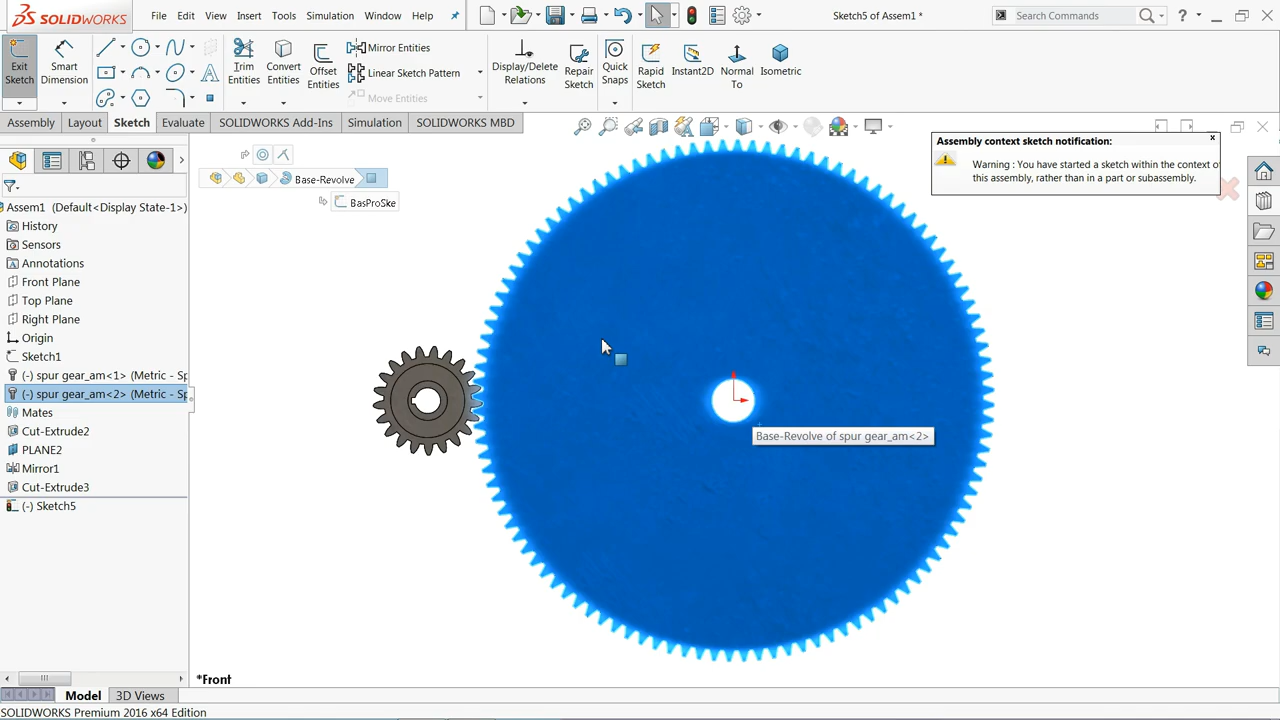 SOLIDWORKS File Edit View Insert Tools Simulation Window Help Sketch5 of Assem1 * Search Commands ?
Exit Sketch Smart Dimension Trim Entities Convert Entities Offset Entities Mirror Entities Linear Sketch Pattern Move Entities Display/Delete Relations Repair Sketch Quick Snaps Rapid Sketch Instant2D Normal To Isometric
Assembly Layout Sketch Evaluate SOLIDWORKS Add-Ins Simulation SOLIDWORKS MBD
Assembly context sketch notification: x
Warning : You have started a sketch within the context of
this assembly, rather than in a part or subassembly.
Base-Revolve
BasProSke
Assem1 (Default<Display State-1>)
History
Sensors
Annotations
Front Plane
Top Plane
Right Plane
Origin
Sketch1
(-) spur gear_am<1> (Metric - Sp
(-) spur gear_am<2> (Metric - Sp
Mates
Cut-Extrude2
PLANE2
Mirror1
Cut-Extrude3
(-) Sketch5
Base-Revolve of spur gear_am<2>
*Front
Model 3D Views
SOLIDWORKS Premium 2016 x64 Edition